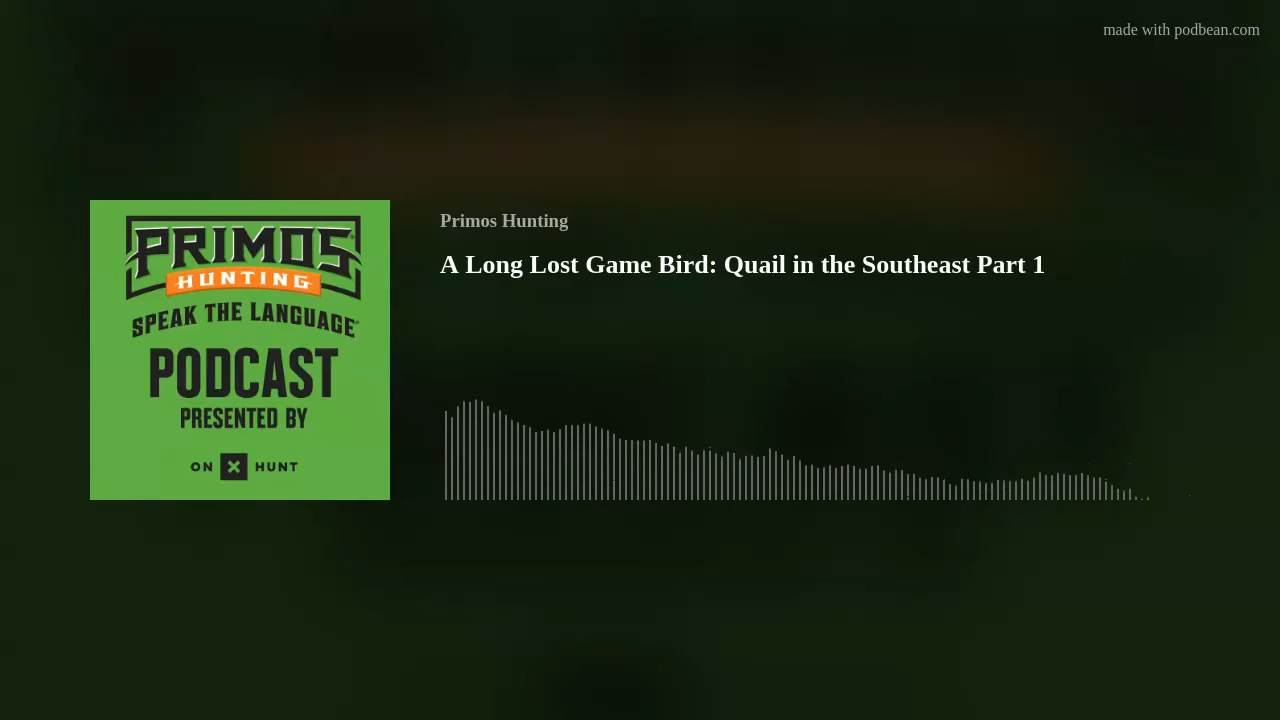 made with podbean.com
PRIMOS
HUNTING
SPEAK THE LANGUAGE
PODCAST
PRESENTED BY
ON X HUNT
Primos Hunting
A Long Lost Game Bird: Quail in the Southeast Part 1